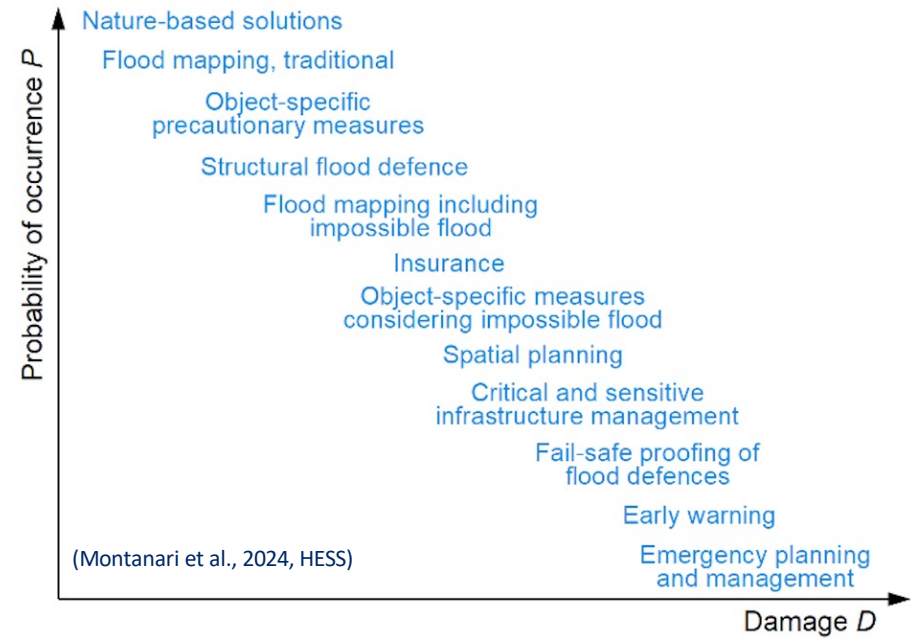 Nature-based solutions
Flood mapping, traditional
Object-specific
precautionary measures
Structural flood defence
Flood mapping including
impossible flood
Insurance
Object-specific measures
considering impossible flood
Spatial planning
Critical and sensitive
infrastructure management
Fail-safe proofing of
flood defences
Early warning
Emergency planning
and management
(Montanari et al., 2024, HESS)
Probability of occurrence P
Damage D